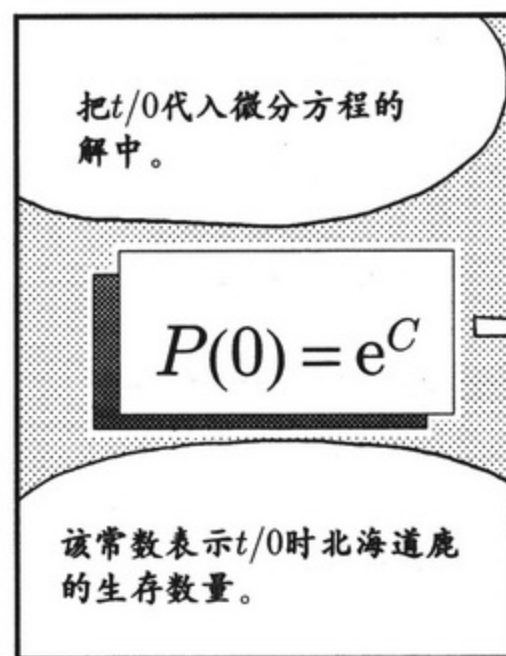 把t/0代入微分方程的
解中。
P(0) = e^C
该常数表示t/0时北海道鹿
的生存数量。